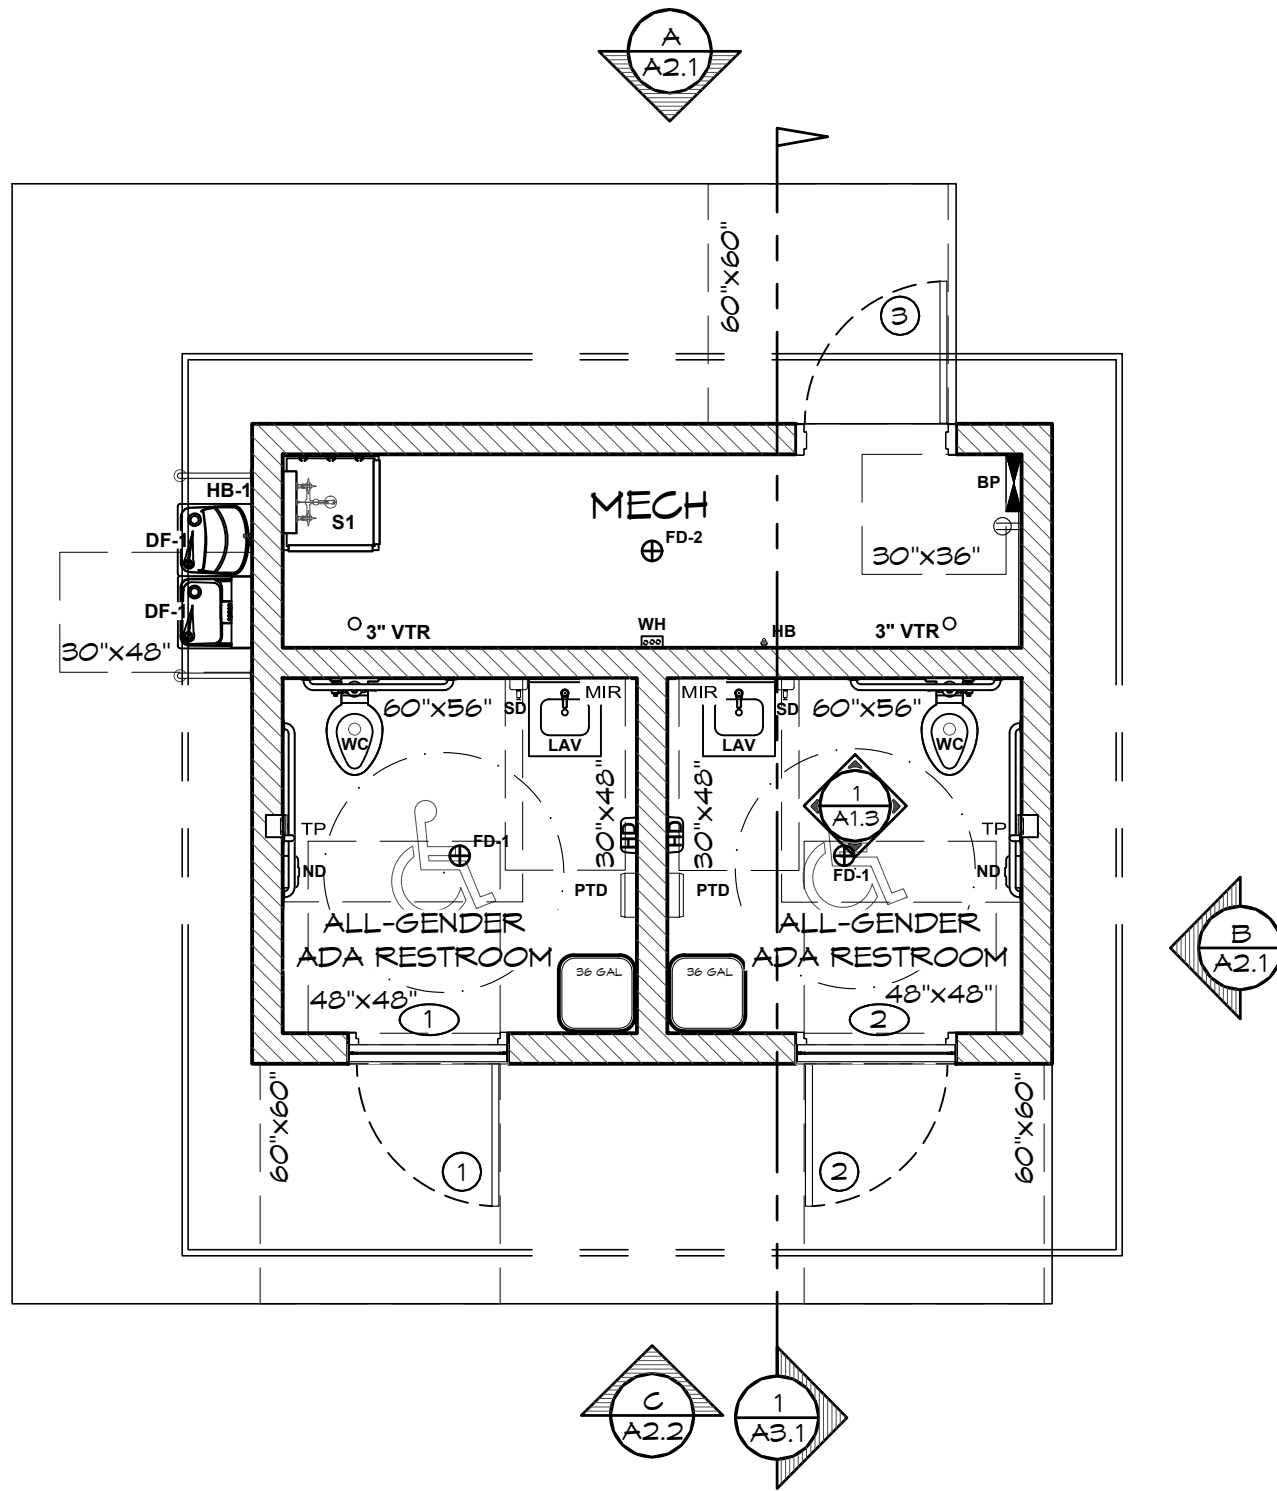 A
A2.1
60"x60"
3
HB-1
S1
MECH
BP
DF-1
FD-2
30"x36"
DF-1
3" VTR
WH
HB
3" VTR
30"x48"
MIR
MIR
60"x56"
SD
SD
60"x56"
WC
LAV
LAV
WC
30"x48"
30"x48"
1
A1.3
TP
TP
FD-1
FD-1
ND
ND
PTD
PTD
ALL-GENDER
ADA RESTROOM
ALL-GENDER
ADA RESTROOM
B
A2.1
36 GAL
36 GAL
48"x48"
48"x48"
1
2
60"x60"
60"x60"
1
2
C
A2.2
1
A3.1